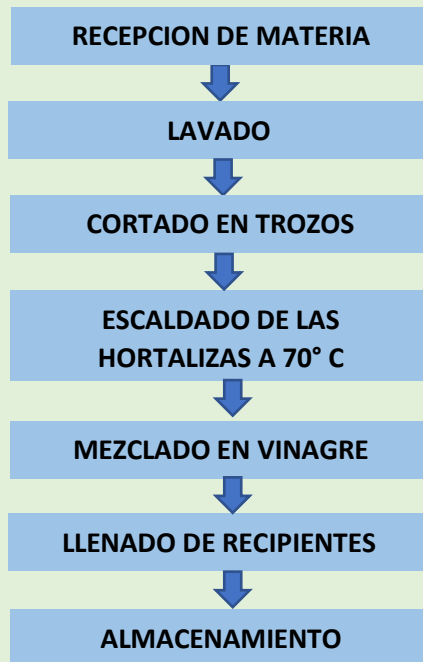 RECEPCION DE MATERIA
LAVADO
CORTADO EN TROZOS
ESCALDADO DE LAS
HORTALIZAS A 70° C
MEZCLADO EN VINAGRE
LLENADO DE RECIPIENTES
ALMACENAMIENTO